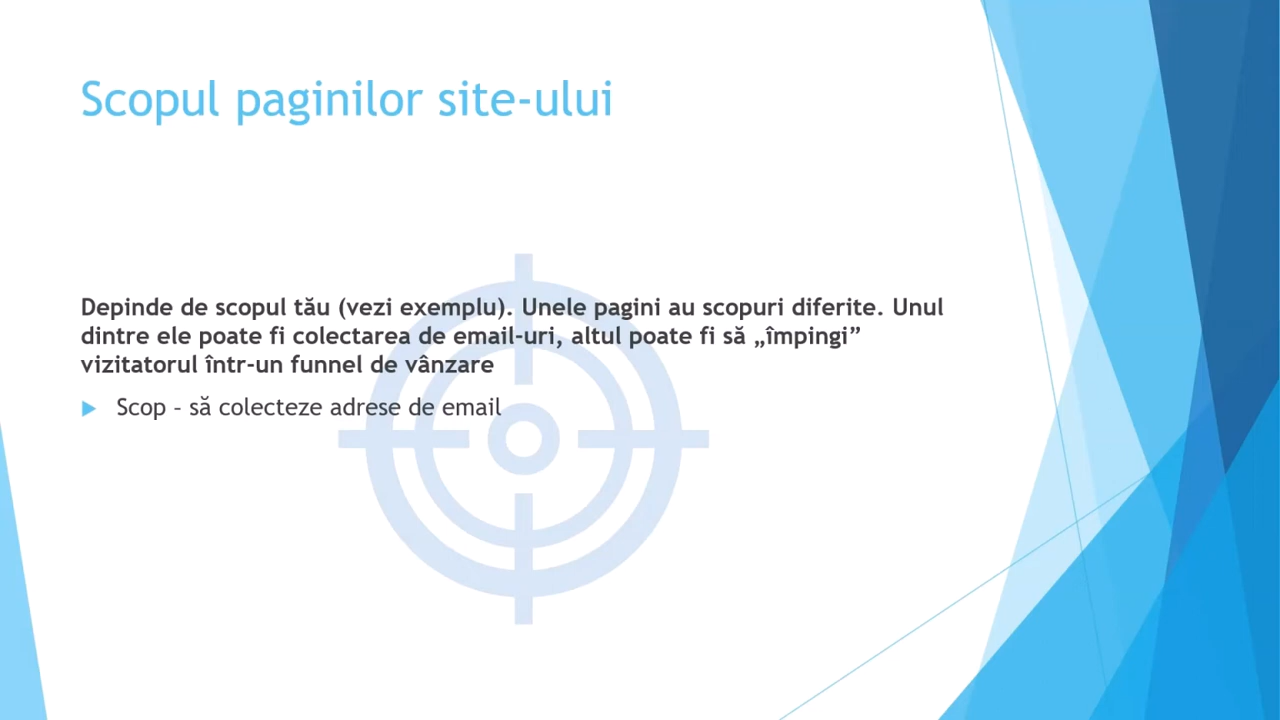 Scopul paginilor site-ului
Depinde de scopul tău (vezi exemplu). Unele pagini au scopuri diferite. Unul
dintre ele poate fi colectarea de email-uri, altul poate fi să „împingi”
vizitatorul într-un funnel de vânzare
Scop – să colecteze adrese de email